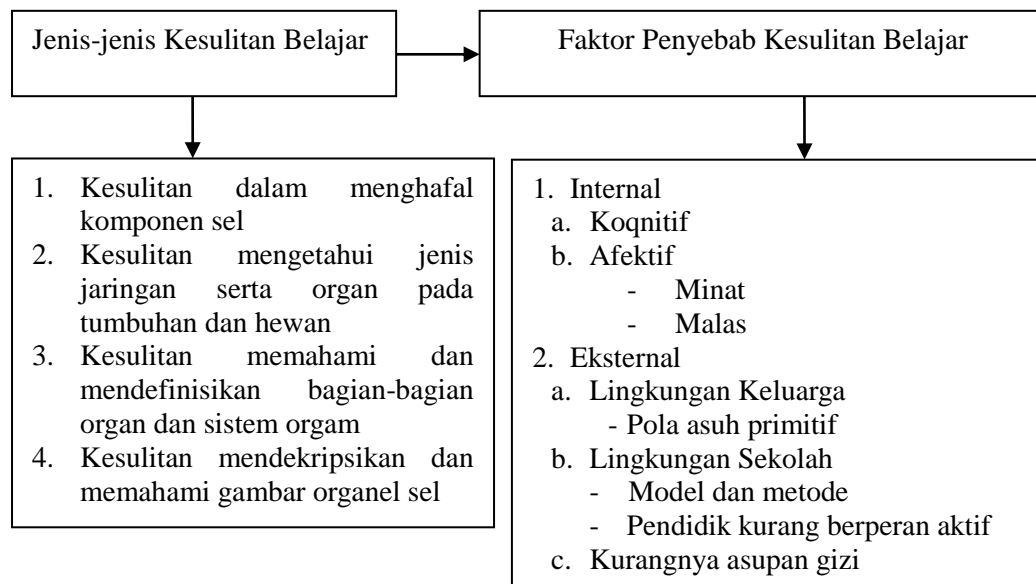 Jenis-jenis Kesulitan Belajar
Faktor Penyebab Kesulitan Belajar
1. Kesulitan dalam menghafal
komponen sel
2. Kesulitan mengetahui jenis
jaringan serta organ pada
tumbuhan dan hewan
3. Kesulitan memahami dan
mendefinisikan bagian-bagian
organ dan sistem orgam
4. Kesulitan mendekripsikan dan
memahami gambar organel sel
1. Internal
a. Koqnitif
b. Afektif
- Minat
- Malas
2. Eksternal
a. Lingkungan Keluarga
- Pola asuh primitif
b. Lingkungan Sekolah
- Model dan metode
- Pendidik kurang berperan aktif
c. Kurangnya asupan gizi